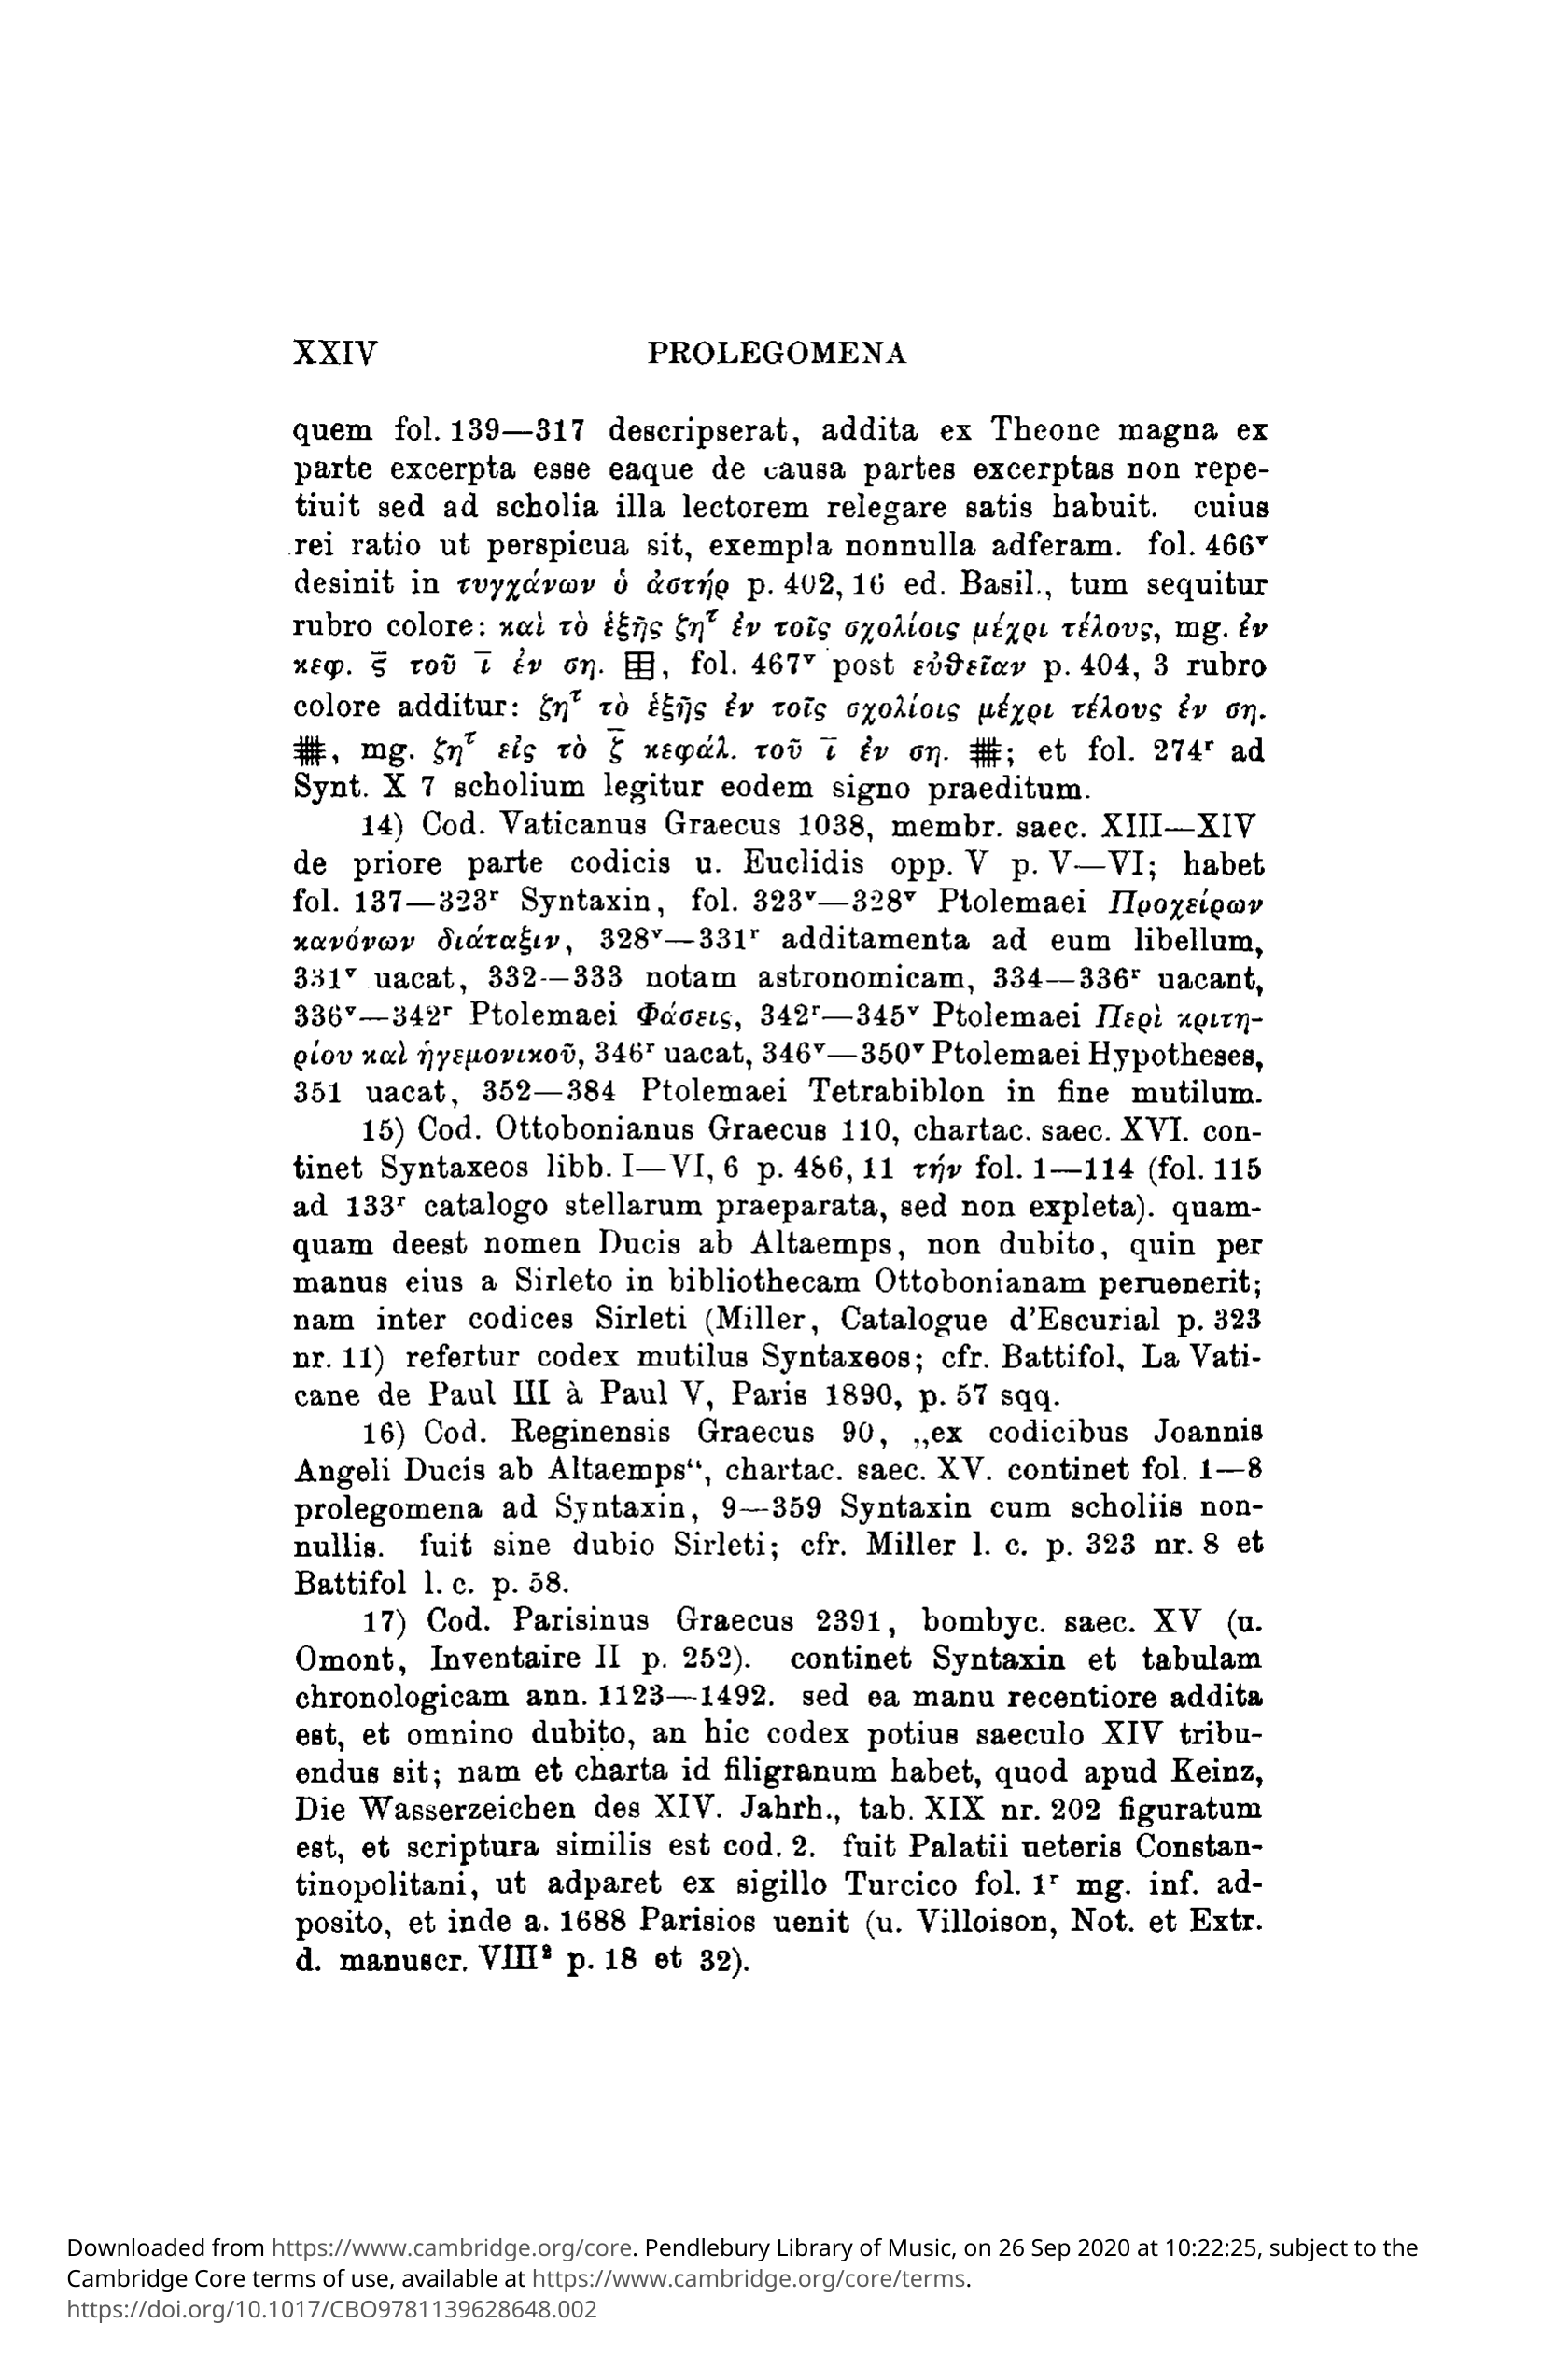 XXIV PROLEGOMENA
quem fol. 139—317 descripserat, addita ex Theone magna ex
parte excerpta esse eaque de causa partes excerptas non repe-
tiuit sed ad scholia illa lectorem relegare satis habuit. cuius
rei ratio ut perspicua sit, exempla nonnulla adferam. fol. 466ᵛ
desinit in τυγχάνων ὁ ἀστήρ p. 402, 16 ed. Basil., tum sequitur
rubro colore: καὶ τὸ ἑξῆς ζηᵗ ἐν τοῖς σχολίοις μέχρι τέλους, mg. ἐν
κεφ. ϛ̄ τοῦ ῑ ἐν ση. 田, fol. 467ᵛ post εὐθεῖαν p. 404, 3 rubro
colore additur: ζηᵗ τὸ ἑξῆς ἐν τοῖς σχολίοις μέχρι τέλους ἐν ση.
卌, mg. ζηᵗ εἰς τὸ ζ̄ κεφάλ. τοῦ ῑ ἐν ση. 卌; et fol. 274ʳ ad
Synt. X 7 scholium legitur eodem signo praeditum.
14) Cod. Vaticanus Graecus 1038, membr. saec. XIII—XIV
de priore parte codicis u. Euclidis opp. V p. V—VI; habet
fol. 137—323ʳ Syntaxin, fol. 323ᵛ—328ᵛ Ptolemaei Προχείρων
κανόνων διάταξιν, 328ᵛ—331ʳ additamenta ad eum libellum,
331ᵛ uacat, 332—333 notam astronomicam, 334—336ʳ uacant,
336ᵛ—342ʳ Ptolemaei Φάσεις, 342ʳ—345ᵛ Ptolemaei Περὶ κριτη-
ρίου καὶ ἡγεμονικοῦ, 346ʳ uacat, 346ᵛ—350ᵛ Ptolemaei Hypotheses,
351 uacat, 352—384 Ptolemaei Tetrabiblon in fine mutilum.
15) Cod. Ottobonianus Graecus 110, chartac. saec. XVI. con-
tinet Syntaxeos libb. I—VI, 6 p. 486, 11 τήν fol. 1—114 (fol. 115
ad 133ʳ catalogo stellarum praeparata, sed non expleta). quam-
quam deest nomen Ducis ab Altaemps, non dubito, quin per
manus eius a Sirleto in bibliothecam Ottobonianam peruenerit;
nam inter codices Sirleti (Miller, Catalogue d'Escurial p. 323
nr. 11) refertur codex mutilus Syntaxeos; cfr. Battifol, La Vati-
cane de Paul III à Paul V, Paris 1890, p. 57 sqq.
16) Cod. Reginensis Graecus 90, „ex codicibus Joannis
Angeli Ducis ab Altaemps“, chartac. saec. XV. continet fol. 1—8
prolegomena ad Syntaxin, 9—359 Syntaxin cum scholiis non-
nullis. fuit sine dubio Sirleti; cfr. Miller l. c. p. 323 nr. 8 et
Battifol l. c. p. 58.
17) Cod. Parisinus Graecus 2391, bombyc. saec. XV (u.
Omont, Inventaire II p. 252). continet Syntaxin et tabulam
chronologicam ann. 1123—1492. sed ea manu recentiore addita
est, et omnino dubito, an hic codex potius saeculo XIV tribu-
endus sit; nam et charta id filigranum habet, quod apud Keinz,
Die Wasserzeichen des XIV. Jahrh., tab. XIX nr. 202 figuratum
est, et scriptura similis est cod. 2. fuit Palatii ueteris Constan-
tinopolitani, ut adparet ex sigillo Turcico fol. 1ʳ mg. inf. ad-
posito, et inde a. 1688 Parisios uenit (u. Villoison, Not. et Extr.
d. manuscr. VIII² p. 18 et 32).
Downloaded from https://www.cambridge.org/core. Pendlebury Library of Music, on 26 Sep 2020 at 10:22:25, subject to the
Cambridge Core terms of use, available at https://www.cambridge.org/core/terms.
https://doi.org/10.1017/CBO9781139628648.002